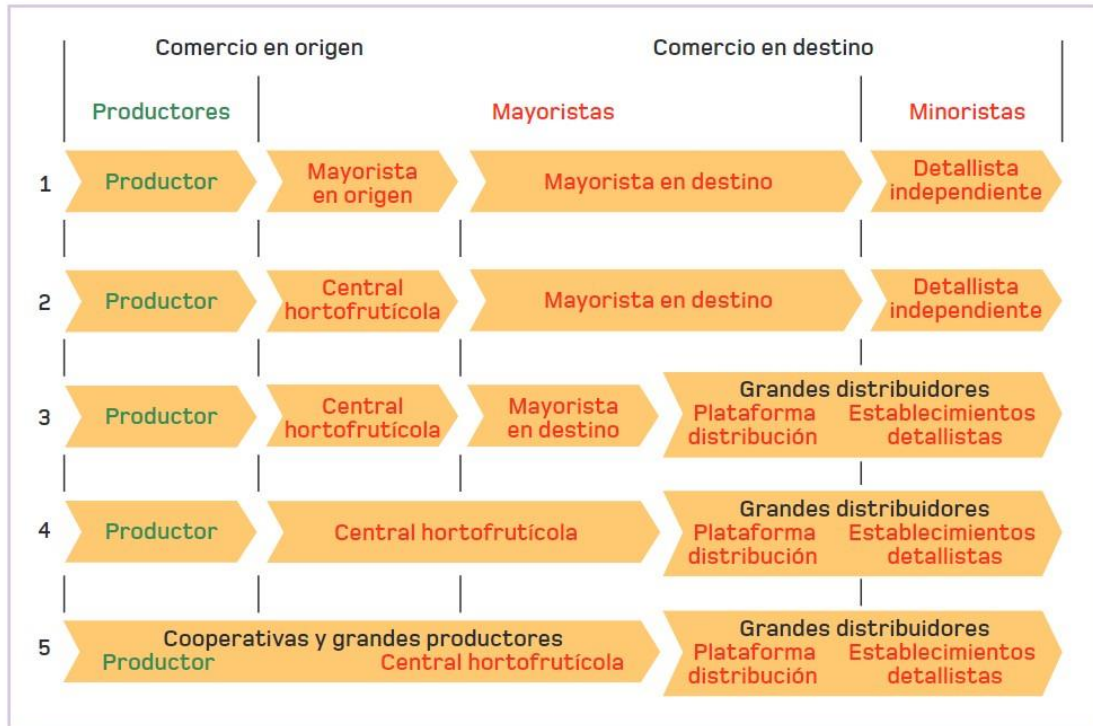 Comercio en origen
Comercio en destino
Productores
Mayoristas
Minoristas
1
Productor
Mayorista
en origen
Mayorista en destino
Detallista
independiente
2
Productor
Central
hortofrutícola
Mayorista en destino
Detallista
independiente
3
Productor
Central
hortofrutícola
Mayorista
en destino
Grandes distribuidores
Plataforma
distribución
Establecimientos
detallistas
4
Productor
Central hortofrutícola
Grandes distribuidores
Plataforma
distribución
Establecimientos
detallistas
5
Cooperativas y grandes productores
Productor
Central hortofrutícola
Grandes distribuidores
Plataforma
distribución
Establecimientos
detallistas